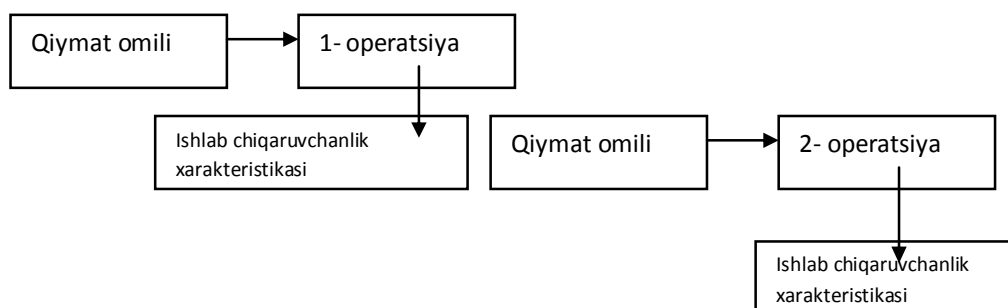 Qiymat omili
1- operatsiya
Ishlab chiqaruvchanlik
xarakteristikasi
Qiymat omili
2- operatsiya
Ishlab chiqaruvchanlik
xarakteristikasi